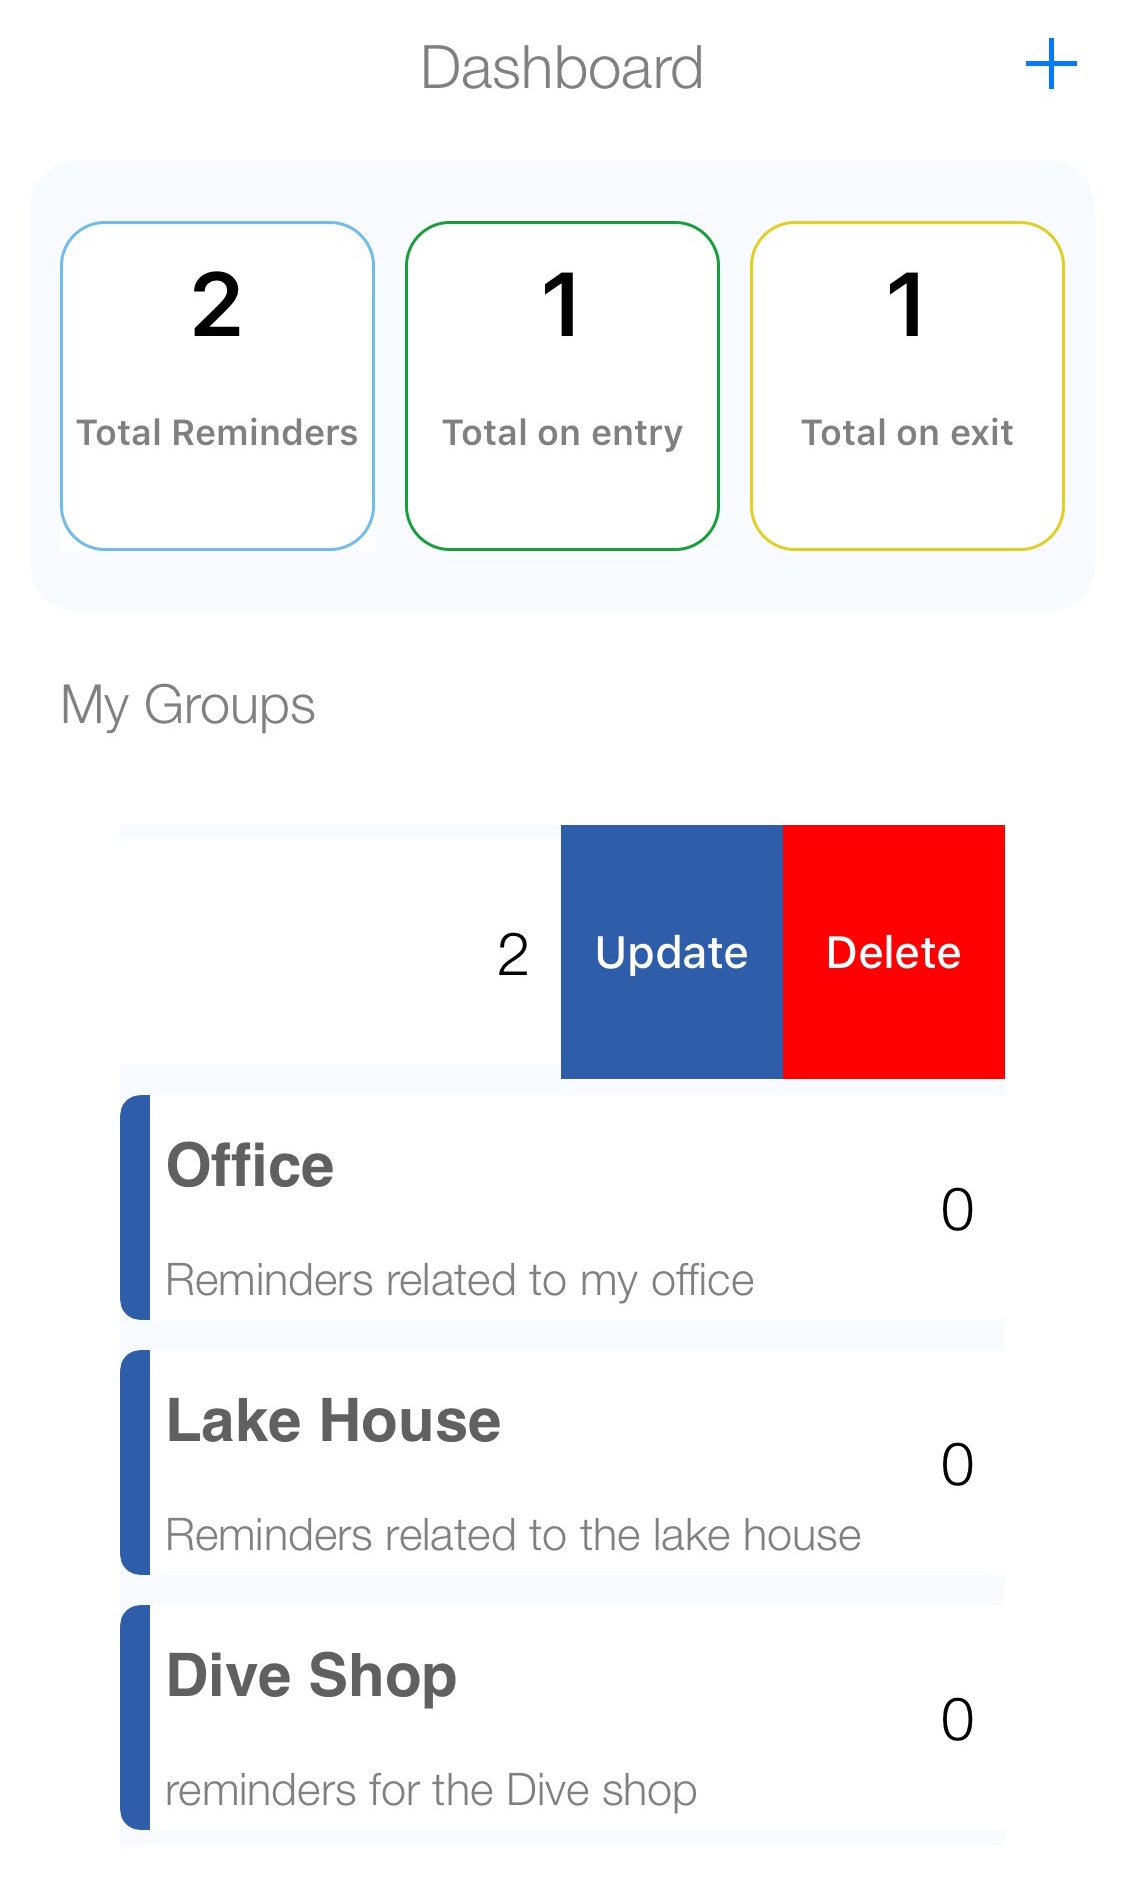 Dashboard
2
1
1
Total Reminders
Total on entry
Total on exit
My Groups
2
Update
Delete
Office
0
Reminders related to my office
Lake House
0
Reminders related to the lake house
Dive Shop
0
reminders for the Dive shop